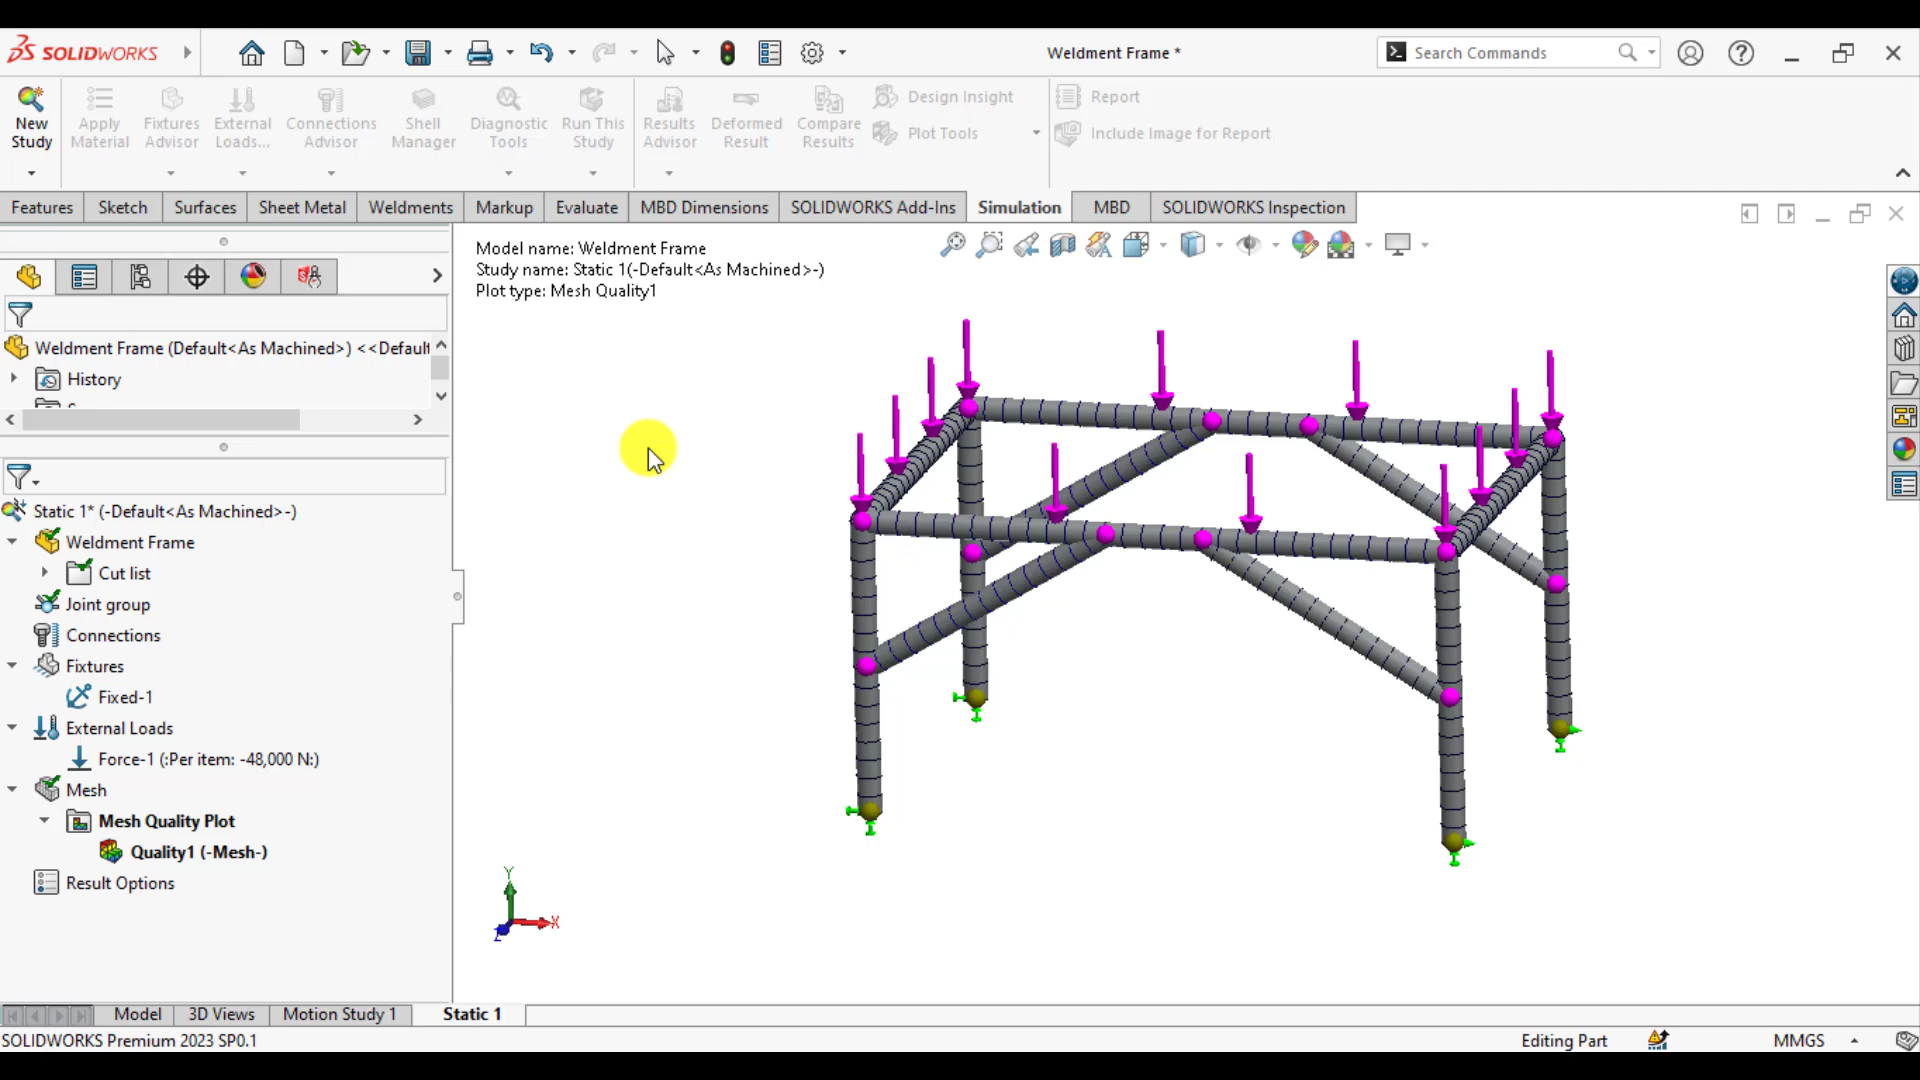 SOLIDWORKS
Weldment Frame *
Search Commands
New Study
Apply Material
Fixtures Advisor
External Loads...
Connections Advisor
Shell Manager
Diagnostic Tools
Run This Study
Results Advisor
Deformed Result
Compare Results
Design Insight
Plot Tools
Report
Include Image for Report
Features
Sketch
Surfaces
Sheet Metal
Weldments
Markup
Evaluate
MBD Dimensions
SOLIDWORKS Add-Ins
Simulation
MBD
SOLIDWORKS Inspection
Model name: Weldment Frame
Study name: Static 1(-Default<As Machined>-)
Plot type: Mesh Quality1
Weldment Frame (Default<As Machined>) <<Default
History
Static 1* (-Default<As Machined>-)
Weldment Frame
Cut list
Joint group
Connections
Fixtures
Fixed-1
External Loads
Force-1 (:Per item: -48,000 N:)
Mesh
Mesh Quality Plot
Quality1 (-Mesh-)
Result Options
Y
X
Z
Model
3D Views
Motion Study 1
Static 1
SOLIDWORKS Premium 2023 SP0.1
Editing Part
MMGS